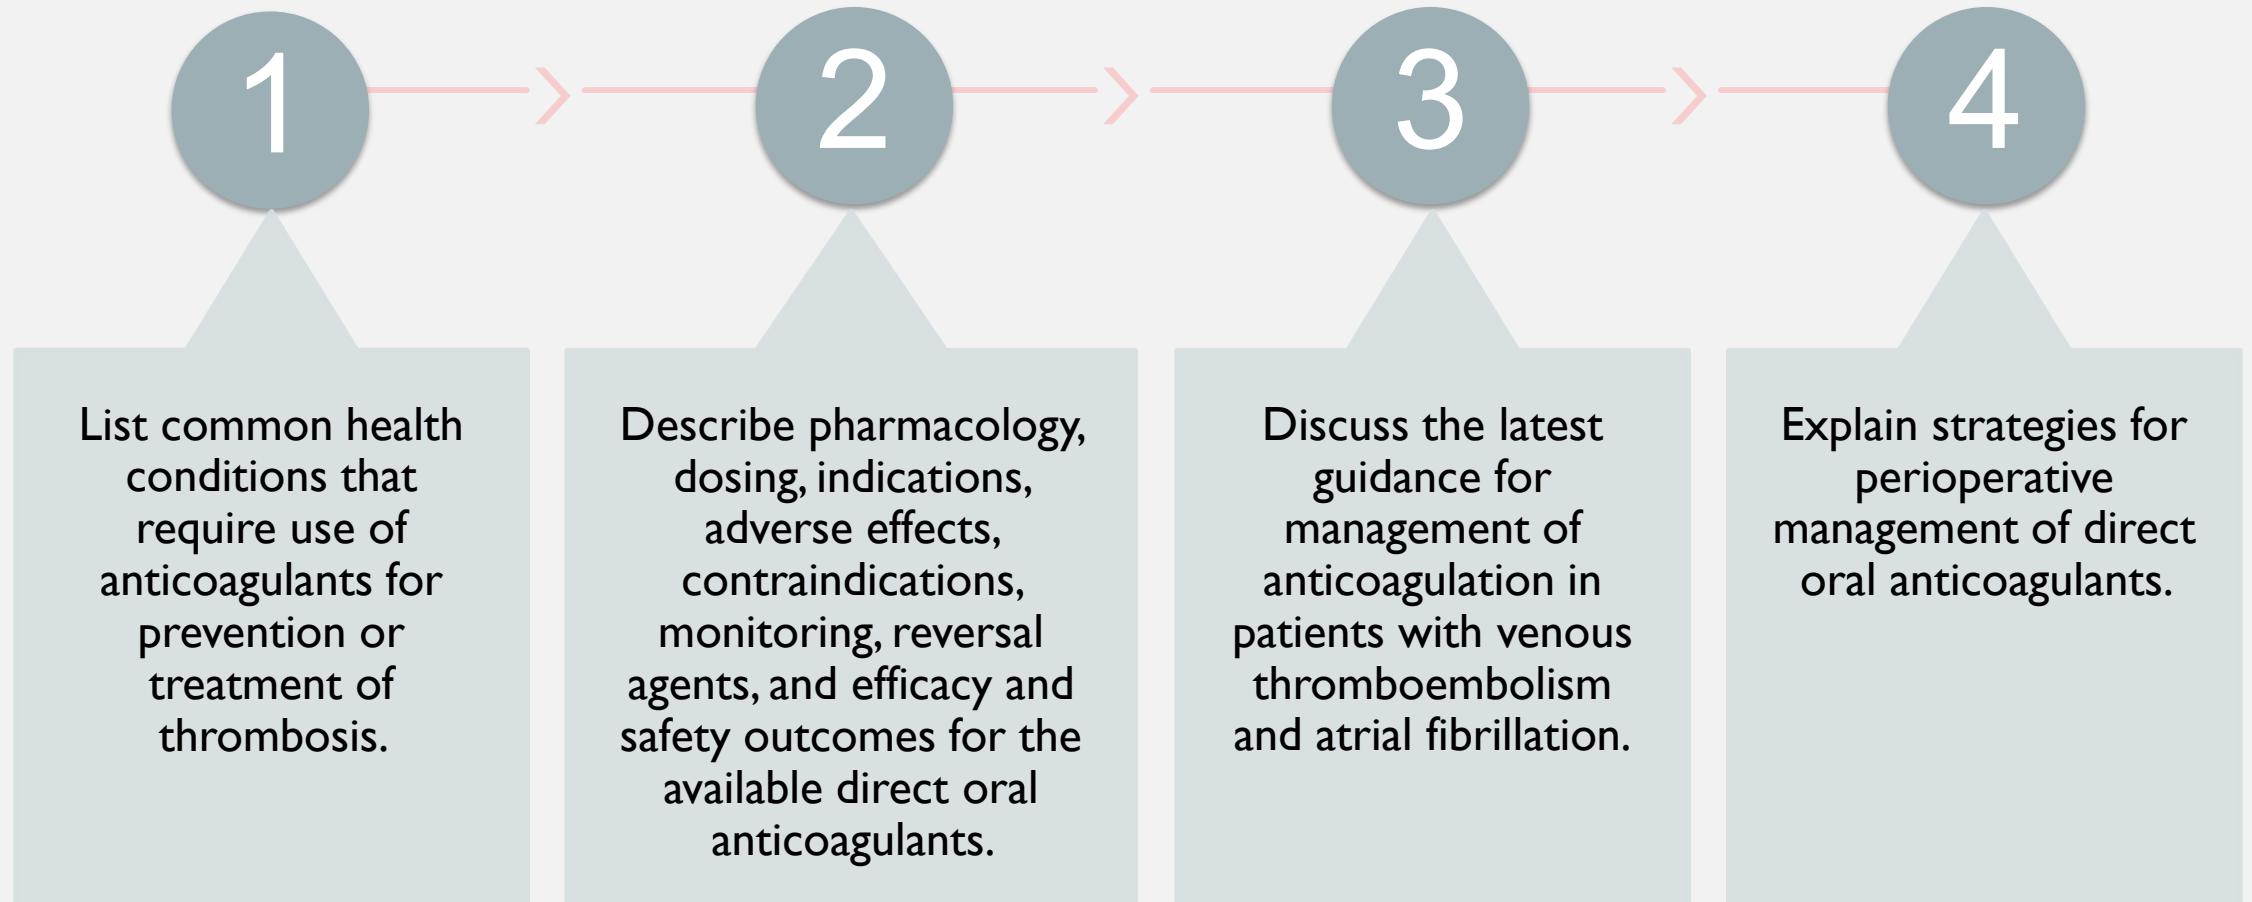 1
List common health
conditions that
require use of
anticoagulants for
prevention or
treatment of
thrombosis.
2
Describe pharmacology,
dosing, indications,
adverse effects,
contraindications,
monitoring, reversal
agents, and efficacy and
safety outcomes for the
available direct oral
anticoagulants.
3
Discuss the latest
guidance for
management of
anticoagulation in
patients with venous
thromboembolism
and atrial fibrillation.
4
Explain strategies for
perioperative
management of direct
oral anticoagulants.